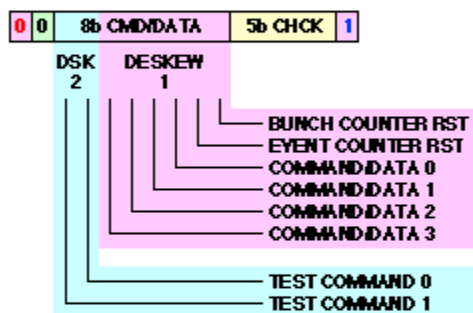 0 0 8b CMD/DATA 5b CHCK 1
DSK DESKEW
2 1
BUNCH COUNTER RST
EVENT COUNTER RST
COMMAND/DATA 0
COMMAND/DATA 1
COMMAND/DATA 2
COMMAND/DATA 3
TEST COMMAND 0
TEST COMMAND 1